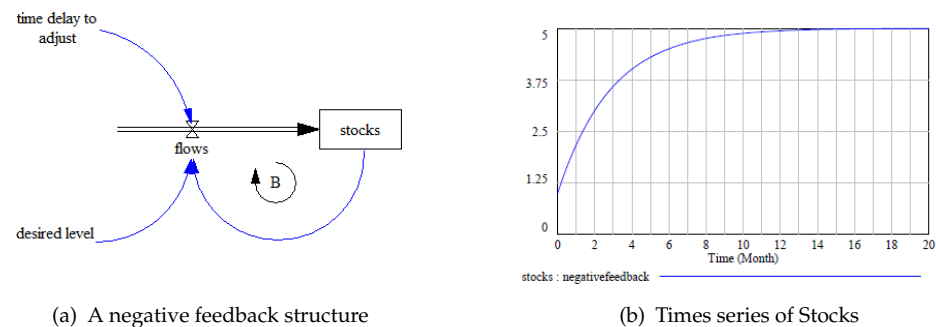 time delay to
adjust
stocks
flows
B
desired level
(a) A negative feedback structure
5
3.75
2.5
1.25
0
0 2 4 6 8 10 12 14 16 18 20
Time (Month)
stocks : negativefeedback
(b) Times series of Stocks